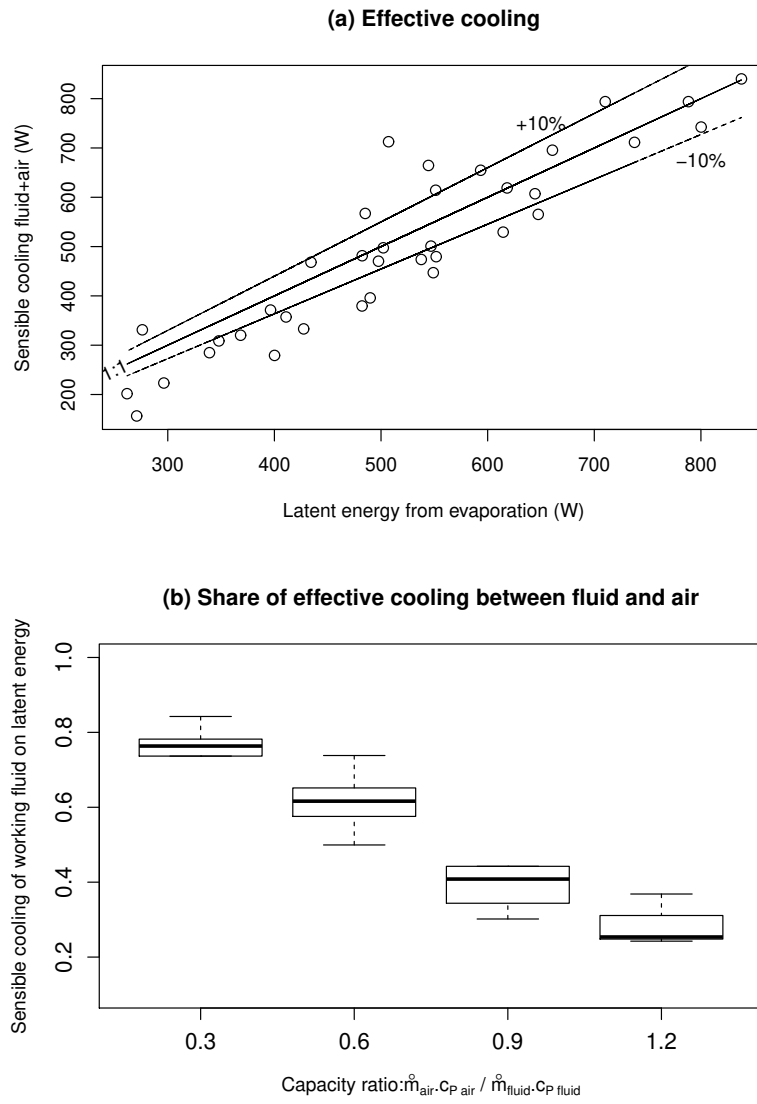 (a) Effective cooling
Sensible cooling fluid+air (W)
800
700
600
500
400
300
200
+10%
−10%
1:1
300 400 500 600 700 800
Latent energy from evaporation (W)
(b) Share of effective cooling between fluid and air
Sensible cooling of working fluid on latent energy
1.0
0.8
0.6
0.4
0.2
0.3 0.6 0.9 1.2
Capacity ratio:m̊air.cP air / m̊fluid.cP fluid